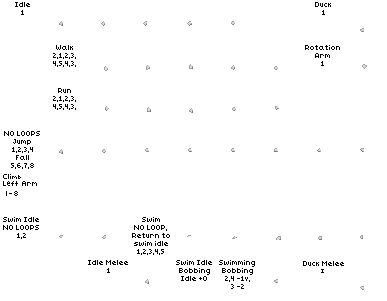 Idle
1
Duck
1
Walk
2,1,2,3,
4,5,4,3,
Rotation
Arm
1
Run
2,1,2,3,
4,5,4,3,
NO LOOPS
Jump
1,2,3,4
Fall
5,6,7,8
Climb
Left Arm
1-8
Swim Idle
NO LOOPS
1,2
Swim
NO LOOP,
Return to
swim idle
1,2,3,4,5
Idle Melee
1
Swim Idle
Bobbing
Idle +0
Swimming
Bobbing
2,4 -1v,
3 -2
Duck Melee
1